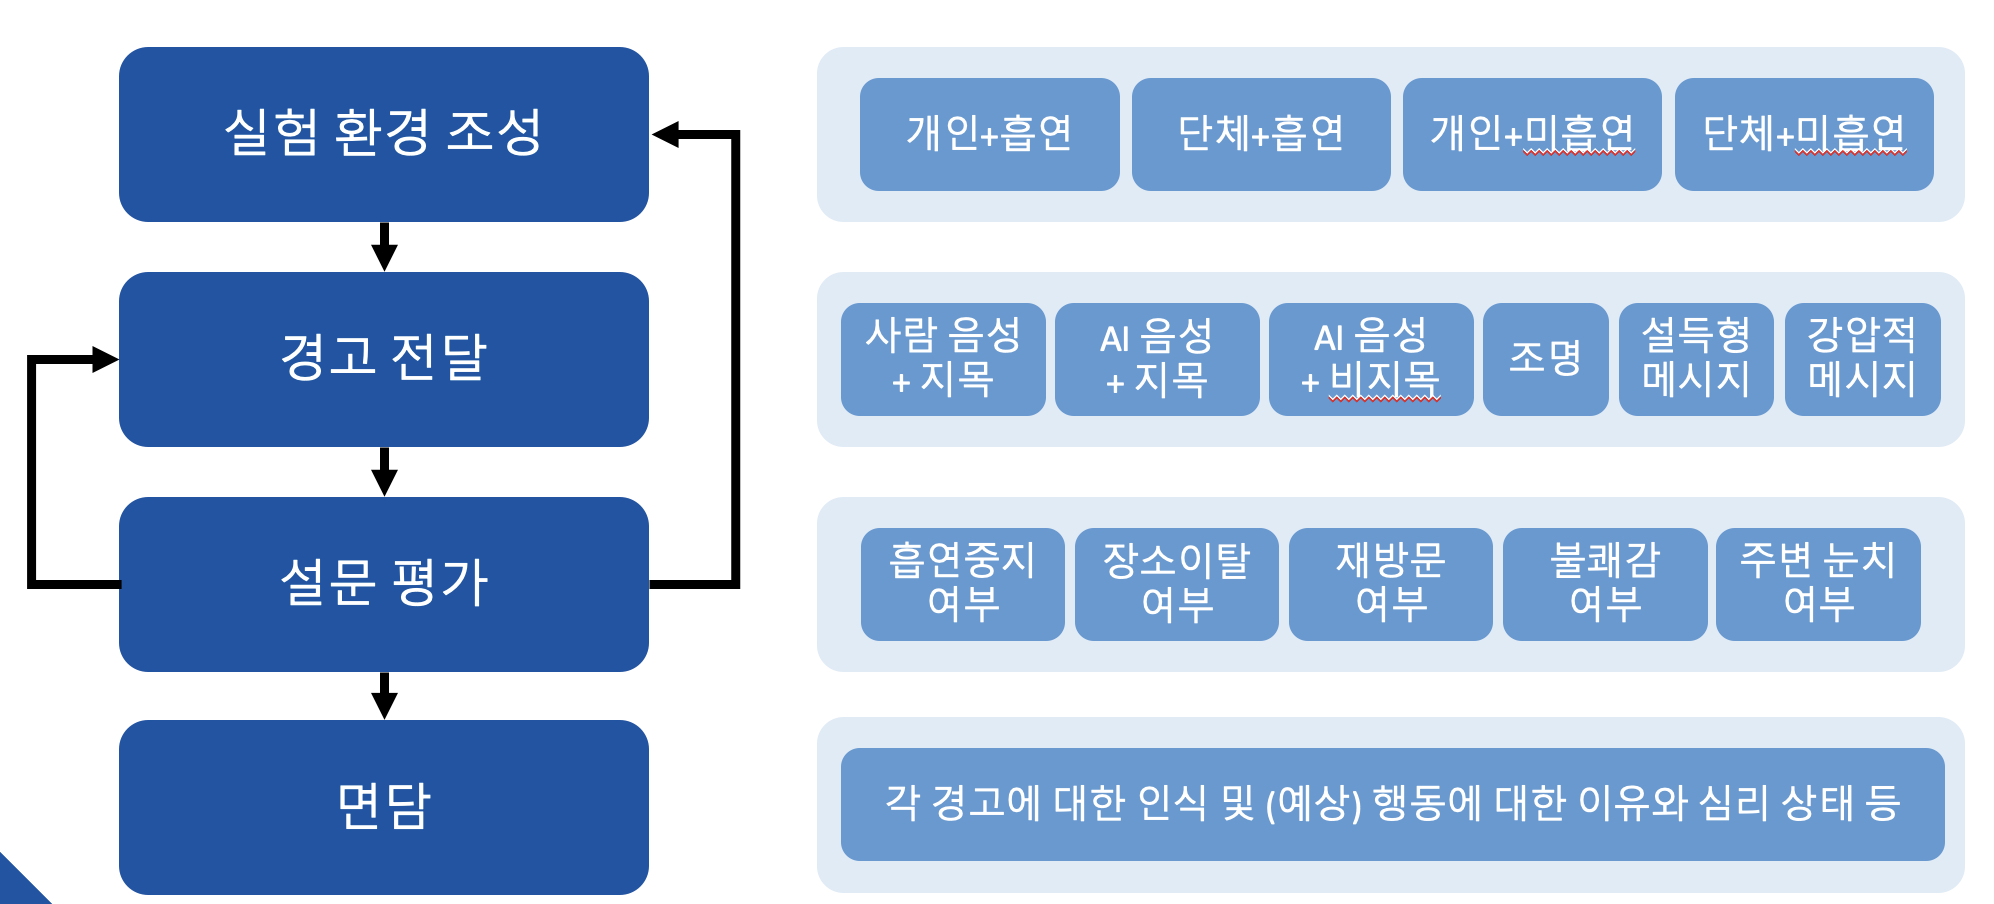 실험 환경 조성
개인+흡연
단체+흡연
개인+미흡연
단체+미흡연
경고 전달
사람 음성
+ 지목
AI 음성
+ 지목
AI 음성
+ 비지목
조명
설득형
메시지
강압적
메시지
설문 평가
흡연중지
여부
장소이탈
여부
재방문
여부
불쾌감
여부
주변 눈치
여부
면담
각 경고에 대한 인식 및 (예상) 행동에 대한 이유와 심리 상태 등